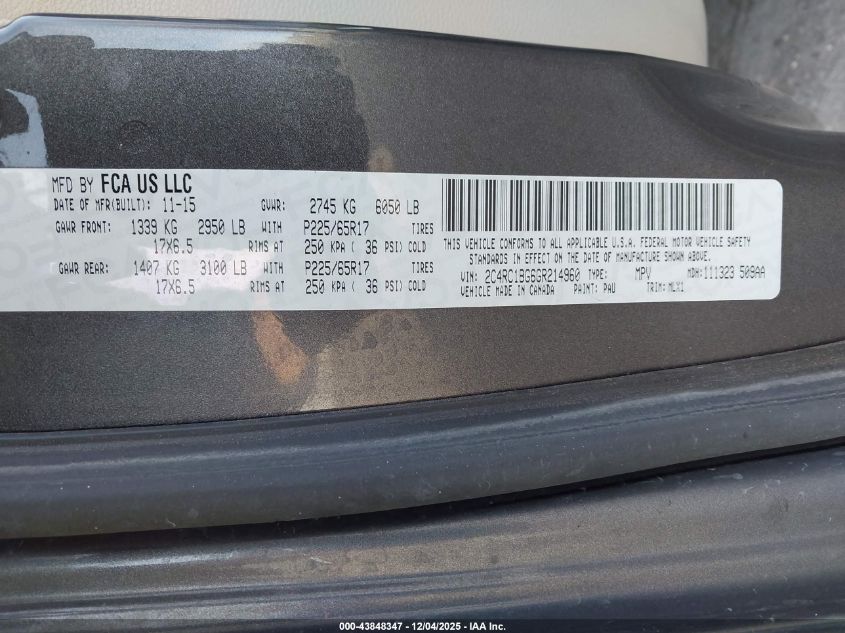 MFD BY FCA US LLC
DATE OF MFR(BUILT): 11-15 GVWR: 2745 KG 6050 LB
GAWR FRONT: 1339 KG 2950 LB WITH P225/65R17 TIRES
17X6.5 RIMS AT 250 KPA ( 36 PSI) COLD
GAWR REAR: 1407 KG 3100 LB WITH P225/65R17 TIRES
17X6.5 RIMS AT 250 KPA ( 36 PSI) COLD
THIS VEHICLE CONFORMS TO ALL APPLICABLE U.S.A. FEDERAL MOTOR VEHICLE SAFETY
STANDARDS IN EFFECT ON THE DATE OF MANUFACTURE SHOWN ABOVE.
VIN: 2C4RC1BG6GR214960 TYPE: MPV MDH: 111323 509AA
VEHICLE MADE IN CANADA PAINT: PAU TRIM: MLX1
000-43848347 - 12/04/2025 - IAA Inc.